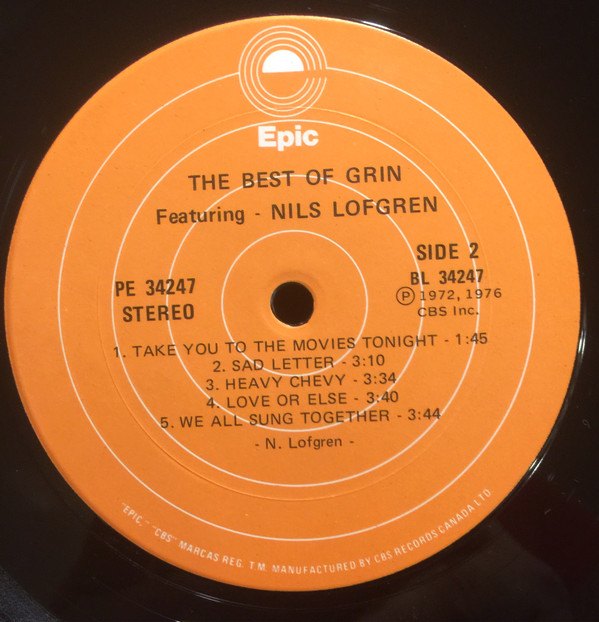 Epic
THE BEST OF GRIN
Featuring - NILS LOFGREN
SIDE 2
PE 34247
STEREO
BL 34247
Ⓟ 1972, 1976
CBS Inc.
1. TAKE YOU TO THE MOVIES TONIGHT - 1:45
2. SAD LETTER - 3:10
3. HEAVY CHEVY - 3:34
4. LOVE OR ELSE - 3:40
5. WE ALL SUNG TOGETHER - 3:44
- N. Lofgren -
"EPIC," "CBS" MARCAS REG. T.M. MANUFACTURED BY CBS RECORDS CANADA LTD.